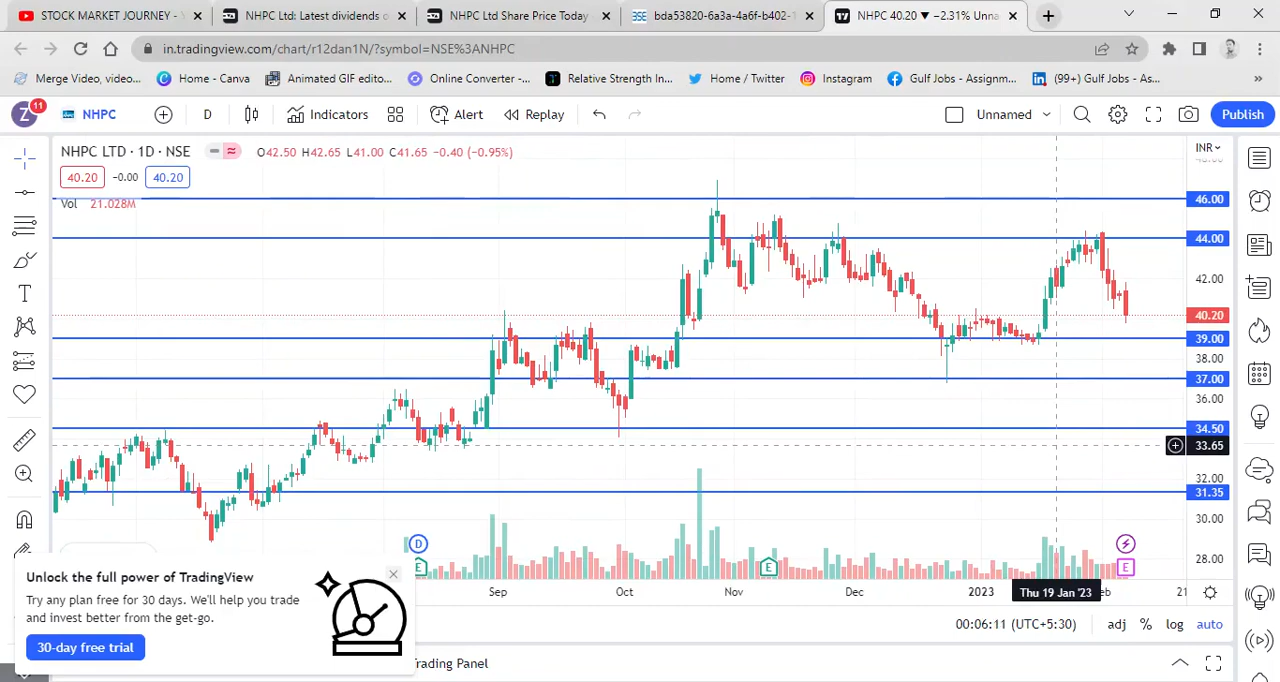 STOCK MARKET JOURNEY - Y
NHPC Ltd: Latest dividends o
NHPC Ltd Share Price Today
bda53820-6a3a-4a6f-b402-1
NHPC 40.20 ▼ −2.31% Unna
in.tradingview.com/chart/r12dan1N/?symbol=NSE%3ANHPC
Merge Video, video...
Home - Canva
Animated GIF edito...
Online Converter -...
Relative Strength In...
Home / Twitter
Instagram
Gulf Jobs - Assignm...
(99+) Gulf Jobs - As...
Z 11
NHPC
D
Indicators
Alert
Replay
Unnamed
Publish
NHPC LTD · 1D · NSE
O42.50 H42.65 L41.00 C41.65 −0.40 (−0.95%)
INR
40.20 −0.00 40.20
Vol 21.028M
46.00
44.00
42.00
40.20
39.00
38.00
37.00
36.00
34.50
33.65
32.00
31.35
30.00
28.00
D
E
E
E
Sep
Oct
Nov
Dec
2023
Thu 19 Jan '23
eb
21
Unlock the full power of TradingView
Try any plan free for 30 days. We'll help you trade
and invest better from the get-go.
30-day free trial
00:06:11 (UTC+5:30)
adj
%
log
auto
rading Panel